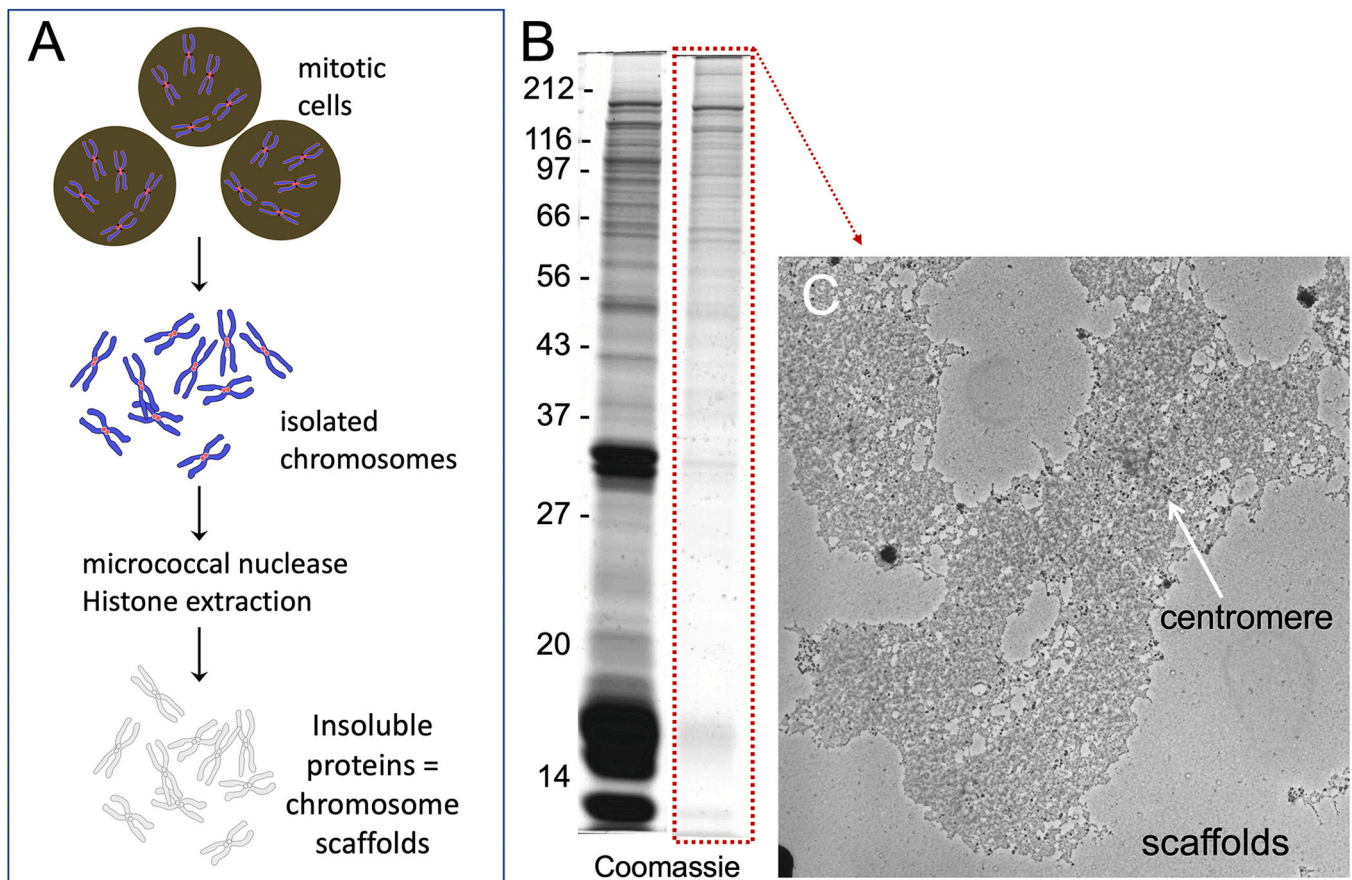 A
mitotic
cells
isolated
chromosomes
micrococcal nuclease
Histone extraction
Insoluble
proteins =
chromosome
scaffolds
B
212 -
116 -
97 -
66 -
56 -
43 -
37 -
27 -
20
14
Coomassie
C
centromere
scaffolds